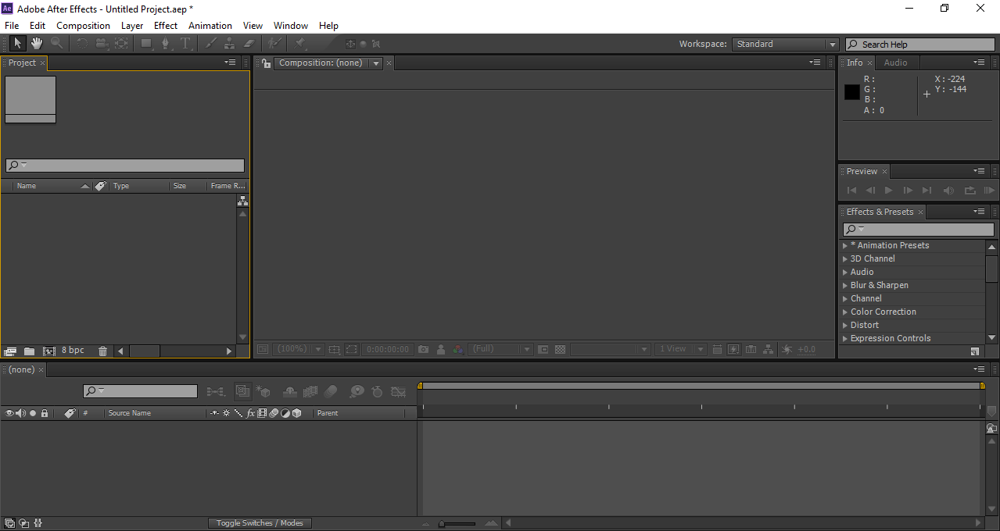 Ae Adobe After Effects - Untitled Project.aep *
File Edit Composition Layer Effect Animation View Window Help
T Workspace: Standard Search Help
Project × Composition: (none) × Info × Audio
R : X : -224
G : Y : -144
B :
A : 0
Preview ×
Name Type Size Frame R...
Effects & Presets ×
* Animation Presets
3D Channel
Audio
Blur & Sharpen
Channel
Color Correction
Distort
Expression Controls
8 bpc (100%) 0:00:00:00 (Full) 1 View +0.0
(none) ×
# Source Name fx Parent
Toggle Switches / Modes